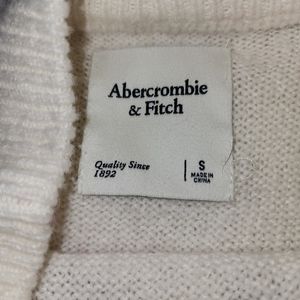 Abercrombie
& Fitch
Quality Since
1892
S
MADE IN
CHINA